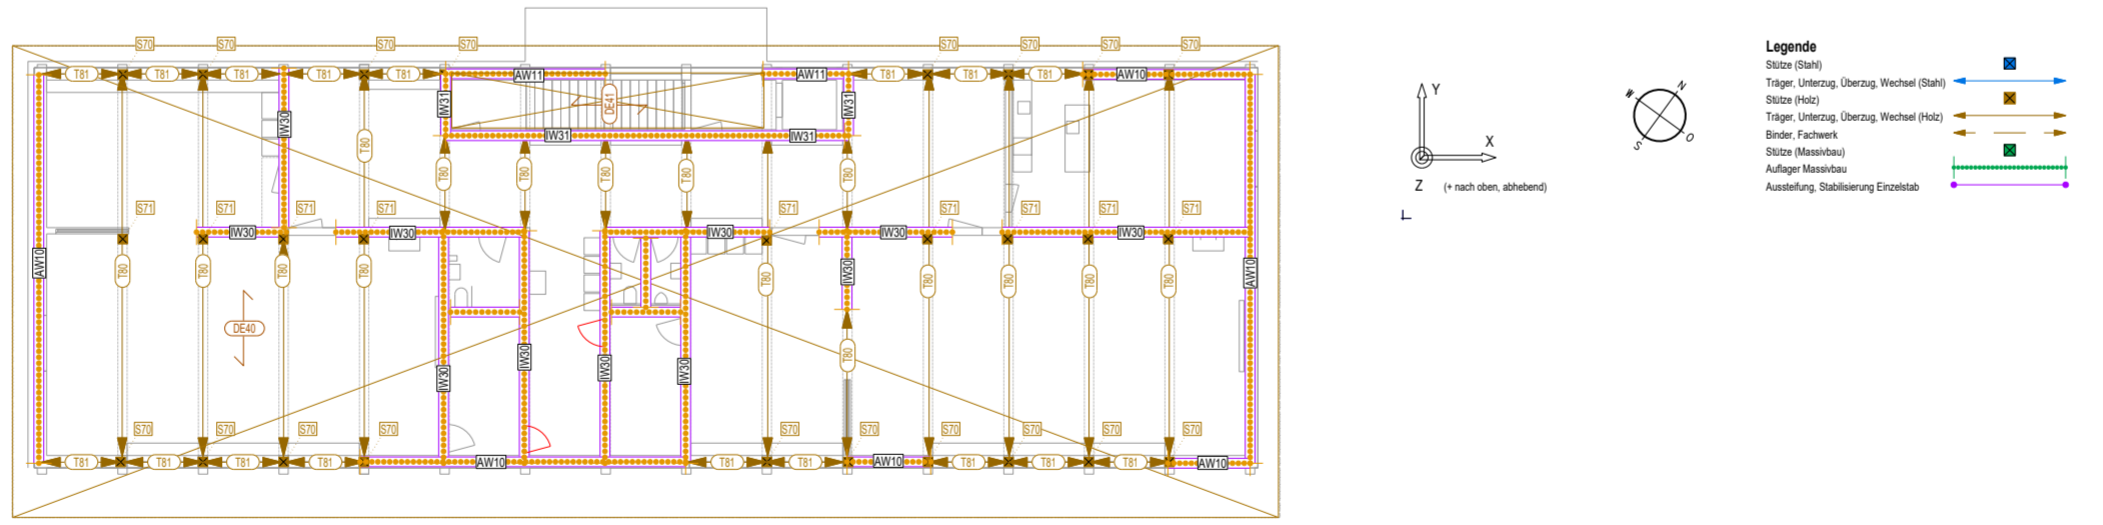 S70 S70 S70 S70 S70 S70 S70 S70
T81 T81 T81 T81 T81 AW11 AW11 T81 T81 T81 AW10
IW31 DE41 IW31
IW30 T80 IW31 IW31
T80 T80 T80 T80 T80
S71 S71 S71 S71 S71 S71 S71 S71
IW30 IW30 IW30 IW30 IW30
AW10 T80 T80 T80 T80 T80 IW30 T80 T80 T80 T80 AW10
DE40
T80
IW30 IW30 IW30 IW30
S70 S70 S70 S70 S70 S70 S70 S70 S70 S70
T81 T81 T81 T81 AW10 T81 T81 AW10 T81 T81 T81 AW10
Y
X
Z (+ nach oben, abhebend)
N
W
O
S
Legende
Stütze (Stahl)
Träger, Unterzug, Überzug, Wechsel (Stahl)
Stütze (Holz)
Träger, Unterzug, Überzug, Wechsel (Holz)
Binder, Fachwerk
Stütze (Massivbau)
Auflager Massivbau
Aussteifung, Stabilisierung Einzelstab